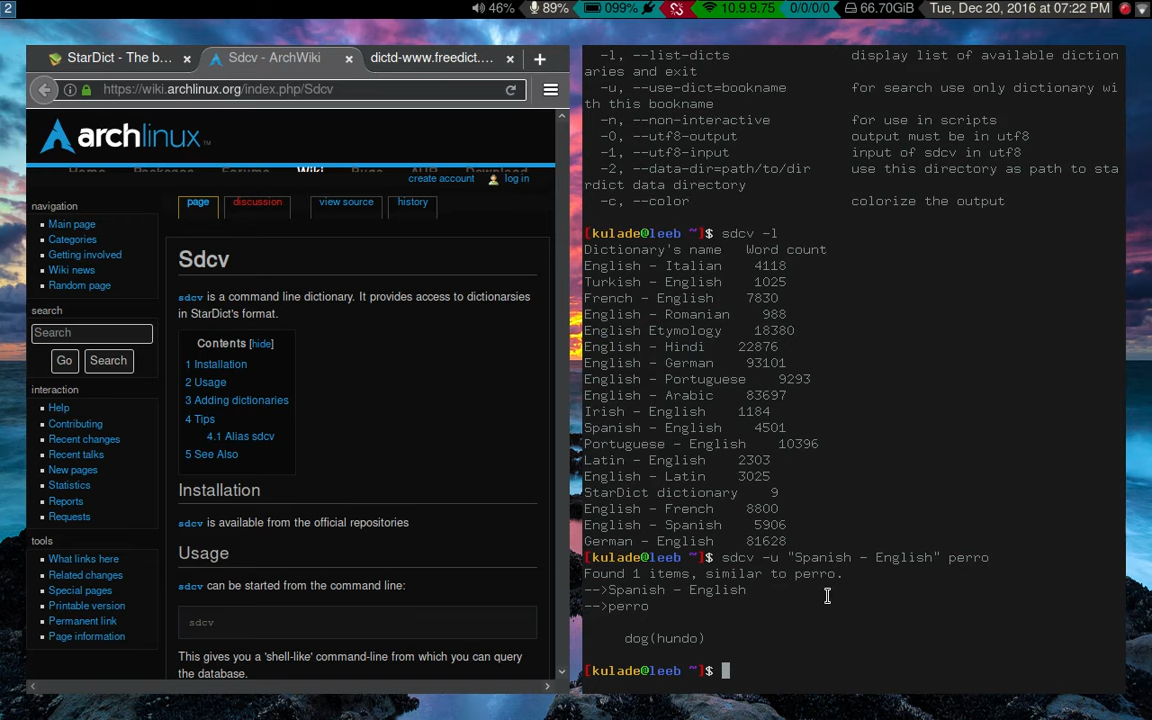 2
46% 89% 099% 10.9.9.75 0/0/0/0 66.70GiB Tue, Dec 20, 2016 at 07:22 PM
StarDict - The b... × Sdcv - ArchWiki × dictd-www.freedict.... × +
https://wiki.archlinux.org/index.php/Sdcv
archlinux
Home Packages Forums Wiki Bugs AUR Download
create account log in
page discussion view source history
navigation
Main page
Categories
Getting involved
Wiki news
Random page
search
Search
Go Search
interaction
Help
Contributing
Recent changes
Recent talks
New pages
Statistics
Reports
Requests
tools
What links here
Related changes
Special pages
Printable version
Permanent link
Page information
Sdcv
sdcv is a command line dictionary. It provides access to dictionarsies
in StarDict's format.
Contents [hide]
1 Installation
2 Usage
3 Adding dictionaries
4 Tips
4.1 Alias sdcv
5 See Also
Installation
sdcv is available from the official repositories
Usage
sdcv can be started from the command line:
sdcv
This gives you a 'shell-like' command-line from which you can query
the database.
-l, --list-dicts display list of available diction
aries and exit
-u, --use-dict=bookname for search use only dictionary wi
th this bookname
-n, --non-interactive for use in scripts
-0, --utf8-output output must be in utf8
-1, --utf8-input input of sdcv in utf8
-2, --data-dir=path/to/dir use this directory as path to sta
rdict data directory
-c, --color colorize the output
[kulade@leeb ~]$ sdcv -l
Dictionary's name Word count
English - Italian 4118
Turkish - English 1025
French - English 7830
English - Romanian 988
English Etymology 18380
English - Hindi 22876
English - German 93101
English - Portuguese 9293
English - Arabic 83697
Irish - English 1184
Spanish - English 4501
Portuguese - English 10396
Latin - English 2303
English - Latin 3025
StarDict dictionary 9
English - French 8800
English - Spanish 5906
German - English 81628
[kulade@leeb ~]$ sdcv -u "Spanish - English" perro
Found 1 items, similar to perro.
-->Spanish - English
-->perro
dog(hundo)
[kulade@leeb ~]$